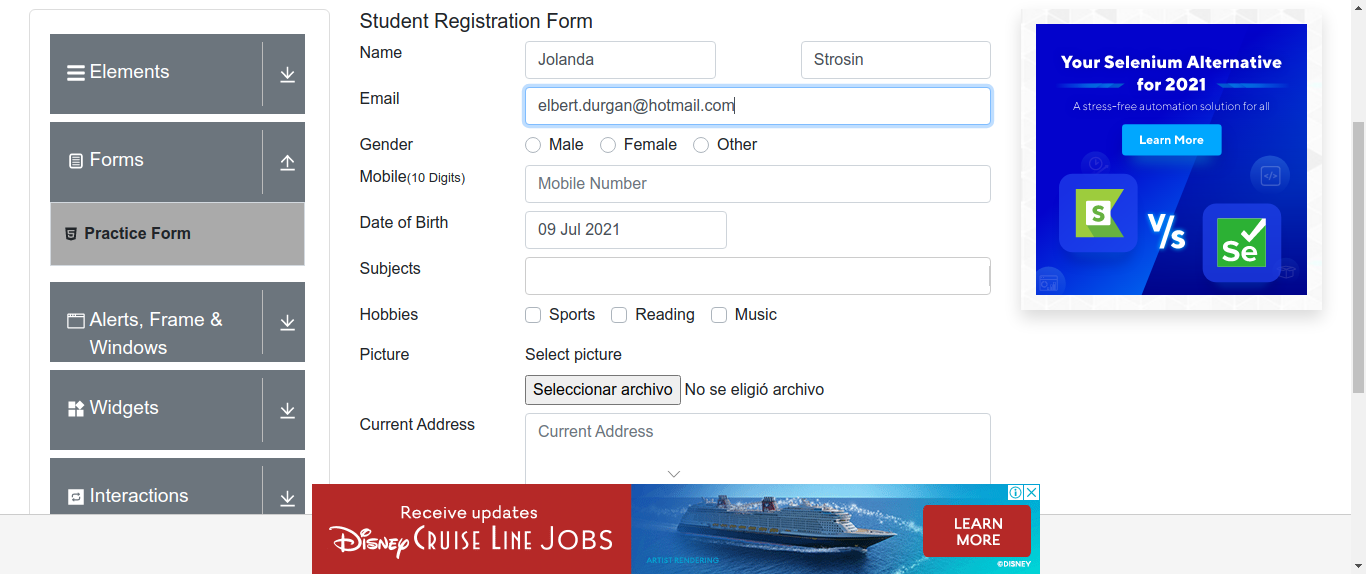 Elements
Forms
Practice Form
Alerts, Frame &
Windows
Widgets
Interactions
Student Registration Form
Name Jolanda Strosin
Email elbert.durgan@hotmail.com
Gender Male Female Other
Mobile(10 Digits) Mobile Number
Date of Birth 09 Jul 2021
Subjects
Hobbies Sports Reading Music
Picture Select picture
Seleccionar archivo No se eligió archivo
Current Address Current Address
Your Selenium Alternative
for 2021
A stress-free automation solution for all
Learn More
S
V/s
Se
Receive updates
Disney Cruise Line Jobs
ARTIST RENDERING
LEARN
MORE
©DISNEY